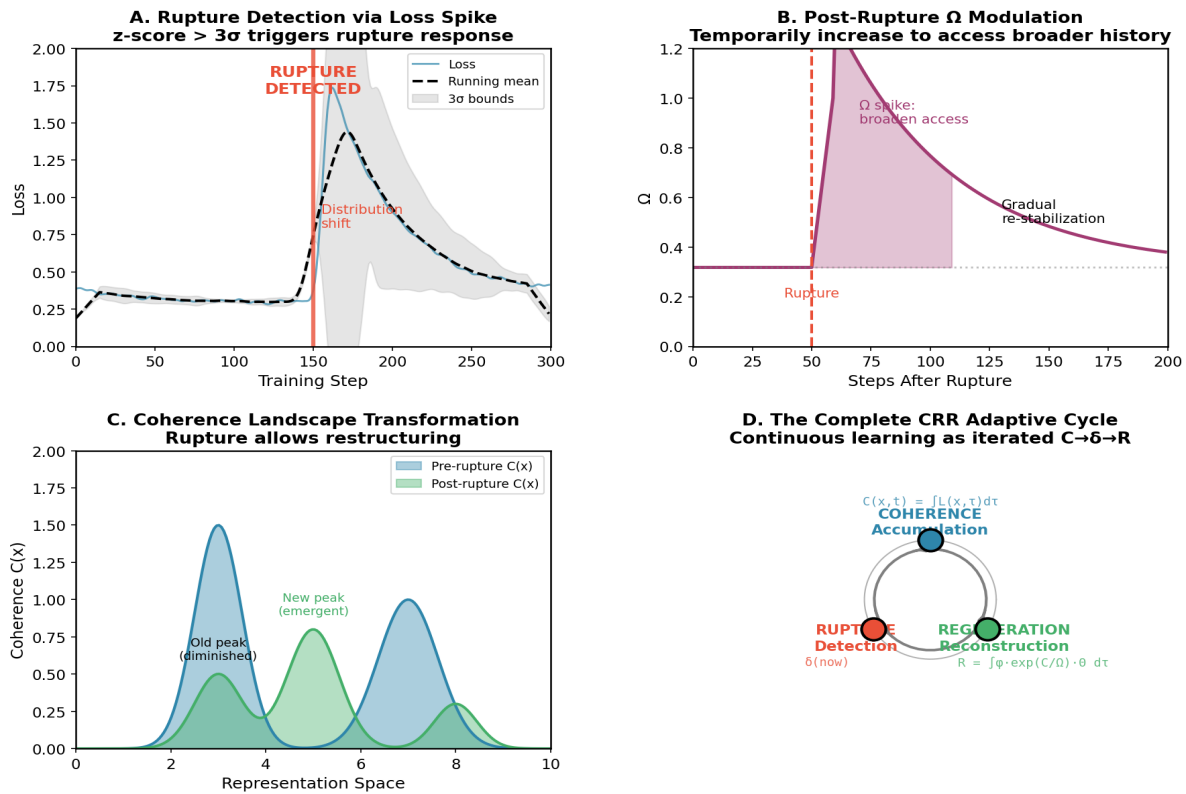 A. Rupture Detection via Loss Spike
z-score > 3σ triggers rupture response
2.00
1.75
1.50
1.25
1.00
0.75
0.50
0.25
0.00
Loss
RUPTURE
DETECTED
Loss
Running mean
3σ bounds
Distribution
shift
0 50 100 150 200 250 300
Training Step
B. Post-Rupture Ω Modulation
Temporarily increase to access broader history
1.2
1.0
0.8
0.6
0.4
0.2
0.0
Ω
Ω spike:
broaden access
Gradual
re-stabilization
Rupture
0 25 50 75 100 125 150 175 200
Steps After Rupture
C. Coherence Landscape Transformation
Rupture allows restructuring
2.00
1.75
1.50
1.25
1.00
0.75
0.50
0.25
0.00
Coherence C(x)
Pre-rupture C(x)
Post-rupture C(x)
New peak
(emergent)
Old peak
(diminished)
0 2 4 6 8 10
Representation Space
D. The Complete CRR Adaptive Cycle
Continuous learning as iterated C→δ→R
C(x,t) = ∫L(x,τ)dτ
COHERENCE
Accumulation
RUPTURE
Detection
δ(now)
REGENERATION
Reconstruction
R = ∫φ·exp(C/Ω)·Θ dτ